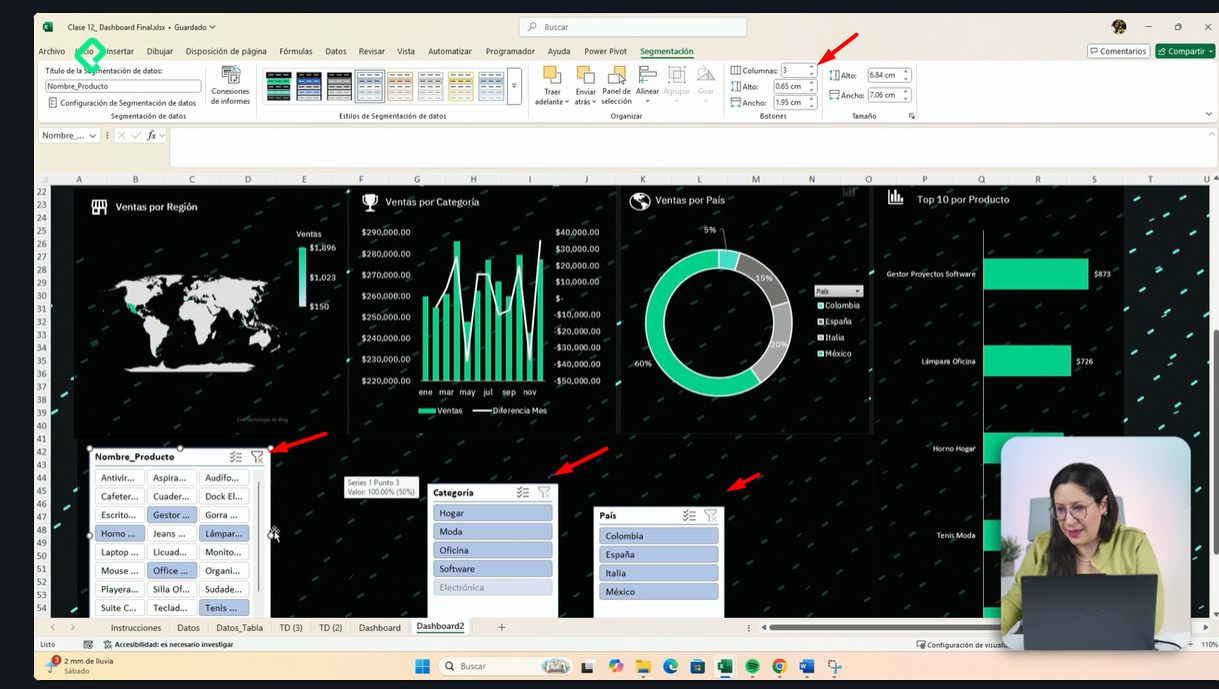 Clase 12_ Dashboard Final.xlsx • Guardado
Buscar
Archivo
Insertar
Dibujar
Disposición de página
Fórmulas
Datos
Revisar
Vista
Automatizar
Programador
Ayuda
Power Pivot
Segmentación
Comentarios
Compartir
Título de la Segmentación de datos:
Nombre_Producto
Configuración de Segmentación de datos
Segmentación de datos
Conexiones
de informes
Estilos de Segmentación de datos
Traer
adelante
Enviar
atrás
Panel de
selección
Alinear
Agrupar
Girar
Organizar
Columnas: 3
Alto: 0.65 cm
Ancho: 1.95 cm
Botones
Alto: 6.84 cm
Ancho: 7.06 cm
Tamaño
Nombre_...
fx
A B C D E F G H I J K L M N O P Q R S T U
22
23
24
25
26
27
28
29
30
31
32
33
34
35
36
37
38
39
40
41
42
43
44
45
46
47
48
49
50
51
52
53
54
Ventas por Región
Ventas
$1,896
$1,023
$150
Ventas por Categoría
$290,000.00
$280,000.00
$270,000.00
$260,000.00
$250,000.00
$240,000.00
$230,000.00
$220,000.00
$40,000.00
$30,000.00
$20,000.00
$10,000.00
$-
-$10,000.00
-$20,000.00
-$30,000.00
-$40,000.00
-$50,000.00
ene mar may jul sep nov
Ventas
Diferencia Mes
Ventas por País
5%
15%
20%
60%
País
Colombia
España
Italia
México
Top 10 por Producto
Gestor Proyectos Software
$873
Lámpara Oficina
$726
Horno Hogar
Tenis Moda
Nombre_Producto
Antivir... Aspira... Audífo...
Cafeter... Cuader... Dock El...
Escrito... Gestor ... Gorra ...
Horno ... Jeans ... Lámpar...
Laptop ... Licuad... Monito...
Mouse ... Office ... Organi...
Playera... Silla Of... Sudade...
Suite C... Teclad... Tenis ...
Series 1 Punto 3
Valor: 100.00% (50%)
Categoría
Hogar
Moda
Oficina
Software
Electrónica
País
Colombia
España
Italia
México
Instrucciones
Datos
Datos_Tabla
TD (3)
TD (2)
Dashboard
Dashboard2
Listo
Accesibilidad: es necesario investigar
Configuración de visuali
110%
3
2 mm de lluvia
Sábado
Buscar